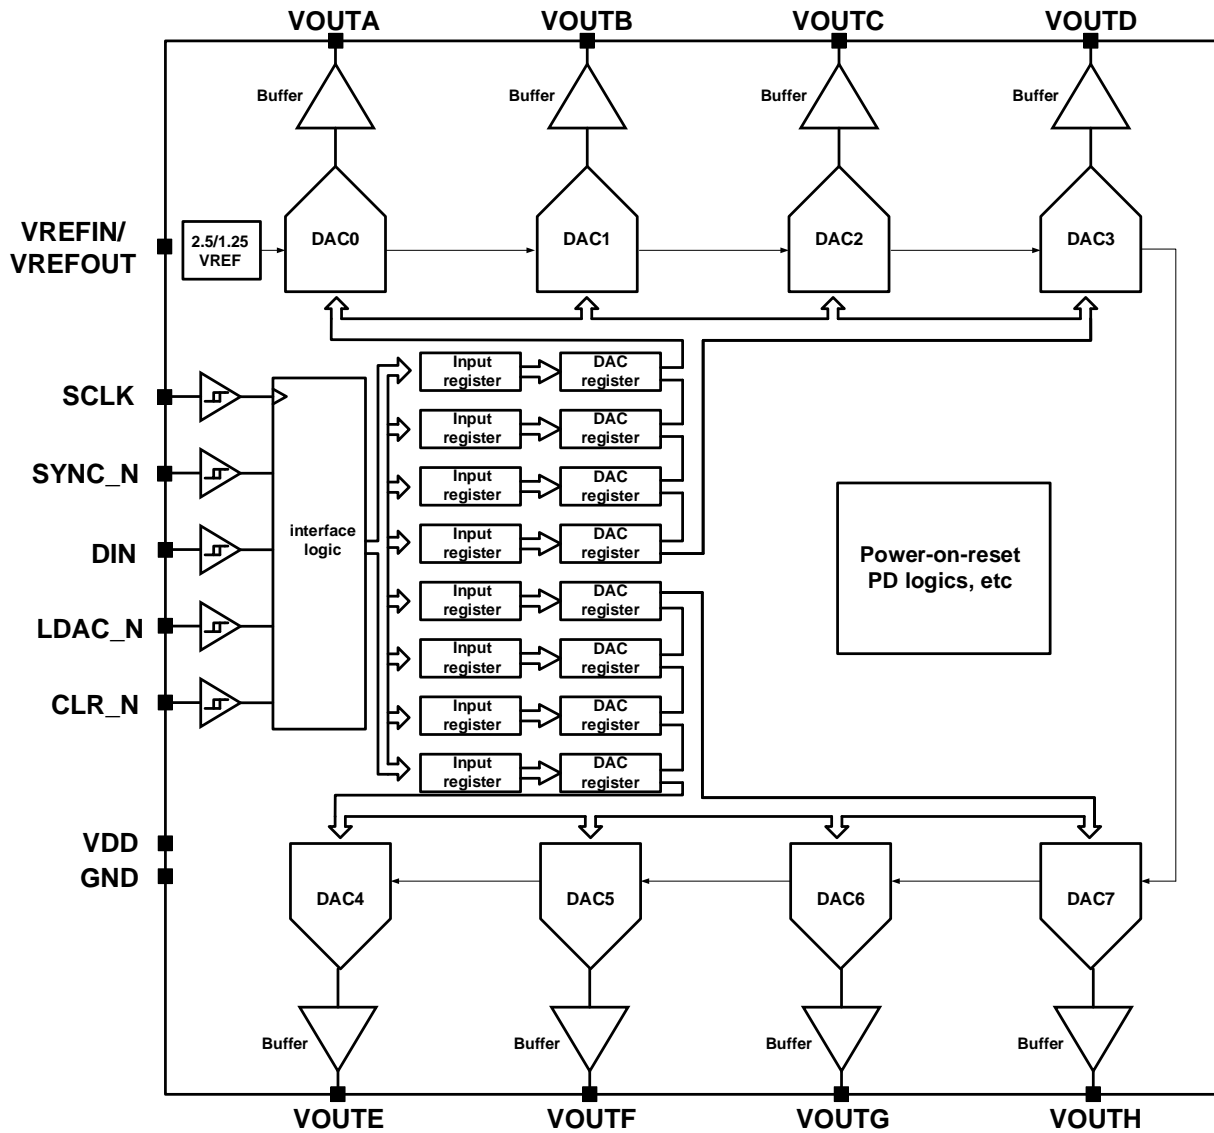 VOUTA
VOUTB
VOUTC
VOUTD
Buffer
Buffer
Buffer
Buffer
VREFIN/
VREFOUT
2.5/1.25
VREF
DAC0
DAC1
DAC2
DAC3
SCLK
SYNC_N
DIN
LDAC_N
CLR_N
interface
logic
Input
register
DAC
register
Input
register
DAC
register
Input
register
DAC
register
Input
register
DAC
register
Input
register
DAC
register
Input
register
DAC
register
Input
register
DAC
register
Input
register
DAC
register
Power-on-reset
PD logics, etc
VDD
GND
DAC4
DAC5
DAC6
DAC7
Buffer
Buffer
Buffer
Buffer
VOUTE
VOUTF
VOUTG
VOUTH